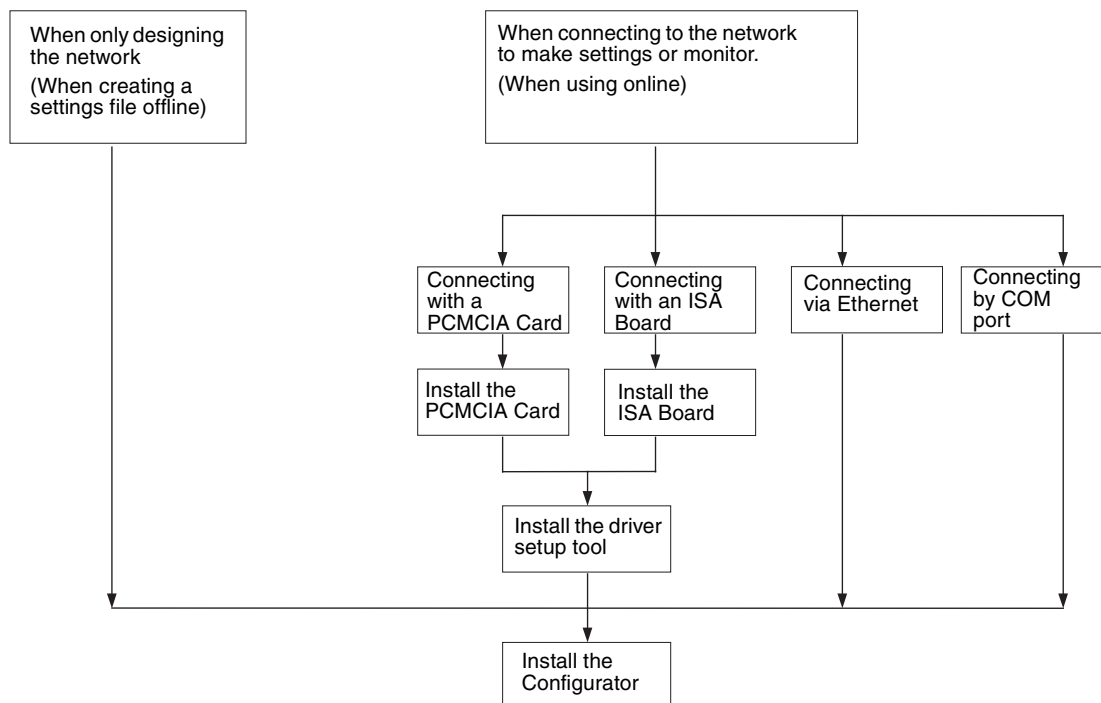 When only designing
the network
(When creating a
settings file offline)
When connecting to the network
to make settings or monitor.
(When using online)
Connecting
with a
PCMCIA Card
Connecting
with an ISA
Board
Connecting
via Ethernet
Connecting
by COM
port
Install the
PCMCIA Card
Install the
ISA Board
Install the driver
setup tool
Install the
Configurator